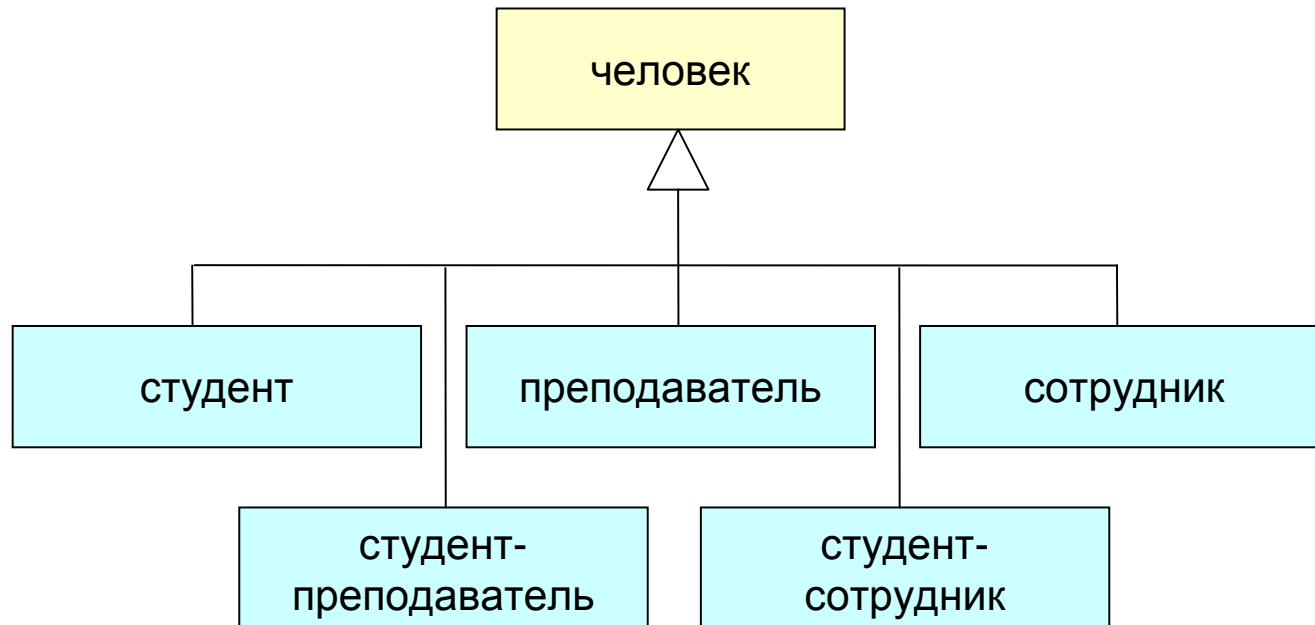 человек
студент
преподаватель
сотрудник
студент-
преподаватель
студент-
сотрудник